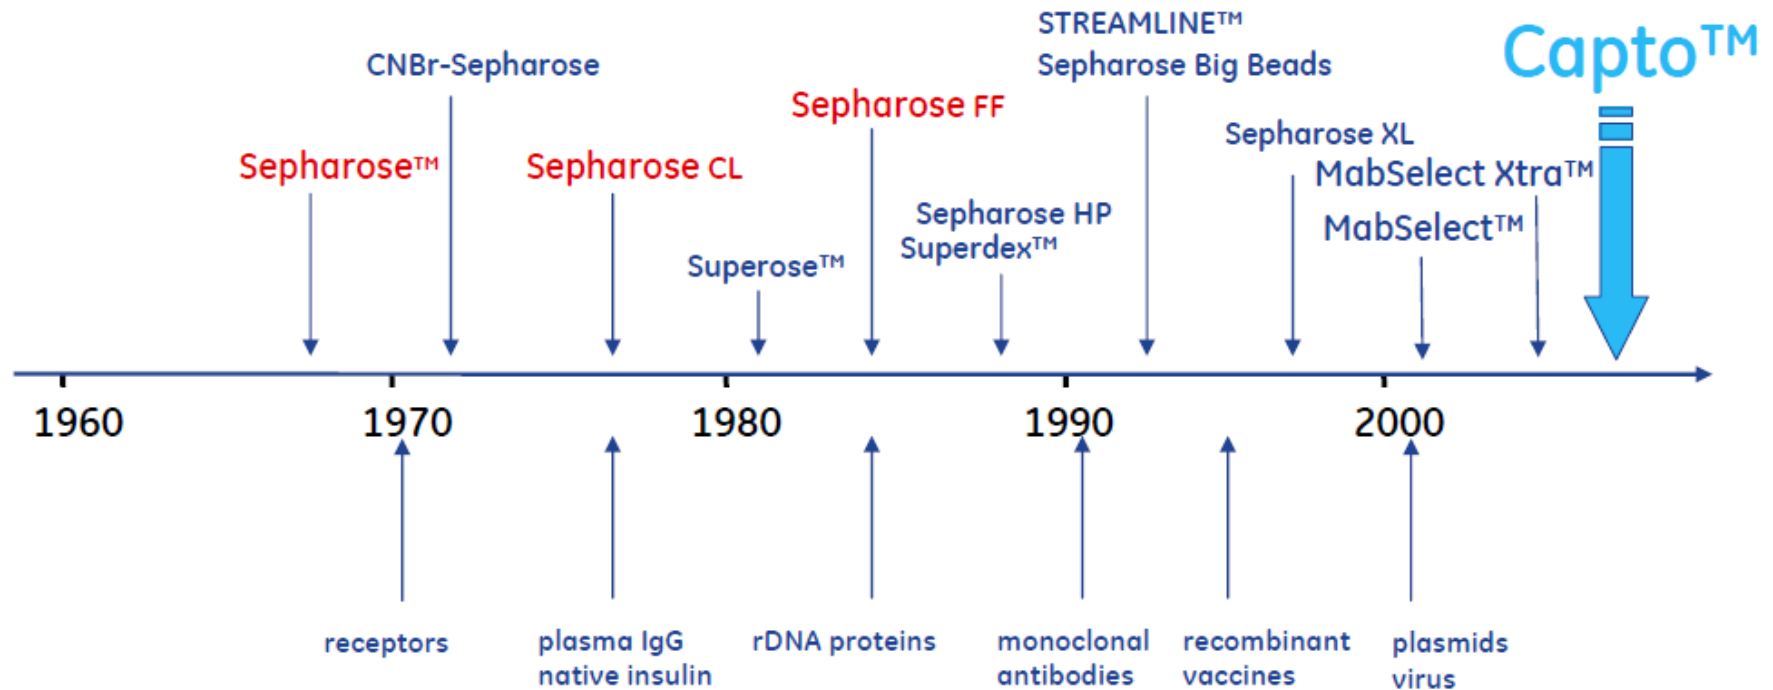 STREAMLINE™
Sepharose Big Beads
Capto™
CNBr-Sepharose
Sepharose FF
Sepharose XL
Sepharose™
Sepharose CL
MabSelect Xtra™
Sepharose HP
Superdex™
MabSelect™
Superose™
1960
1970
1980
1990
2000
receptors
plasma IgG
native insulin
rDNA proteins
monoclonal
antibodies
recombinant
vaccines
plasmids
virus